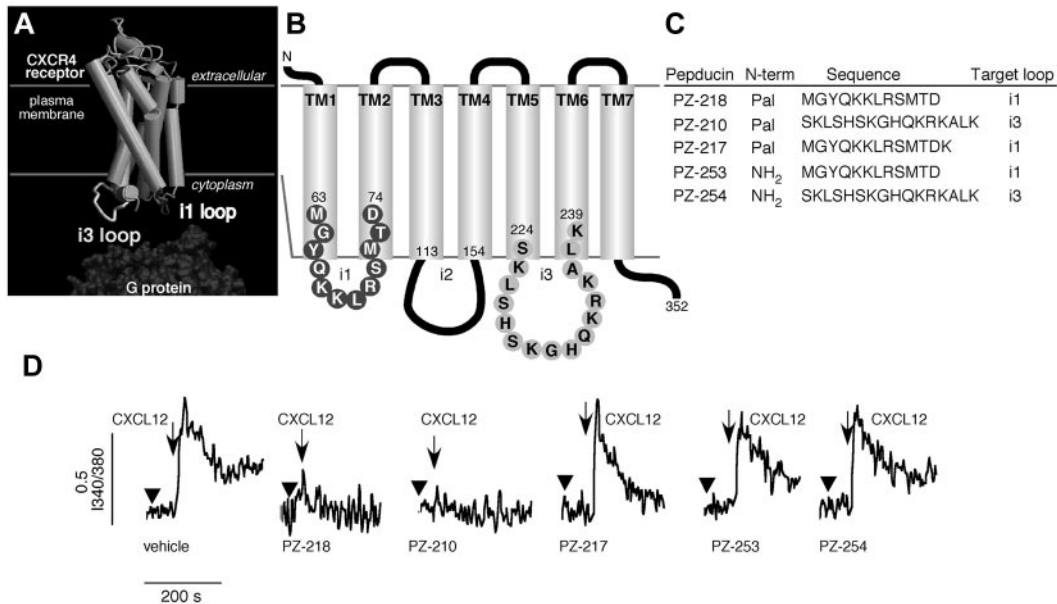 A
CXCR4
receptor
extracellular
plasma
membrane
cytoplasm
i1 loop
i3 loop
G protein
B
N
TM1 TM2 TM3 TM4 TM5 TM6 TM7
63 74
M G Y Q K K L R S M T D
i1
113 i2 154
224 239
S K L S H S K G H Q K R K A L K
i3
352
C
Pepducin N-term Sequence Target loop
PZ-218 Pal MGYQKKLRSMTD i1
PZ-210 Pal SKLSHSKGHQKRKALK i3
PZ-217 Pal MGYQKKLRSMTDK i1
PZ-253 NH2 MGYQKKLRSMTD i1
PZ-254 NH2 SKLSHSKGHQKRKALK i3
D
CXCL12 CXCL12 CXCL12 CXCL12 CXCL12 CXCL12
0.5
I340/380
vehicle PZ-218 PZ-210 PZ-217 PZ-253 PZ-254
200 s